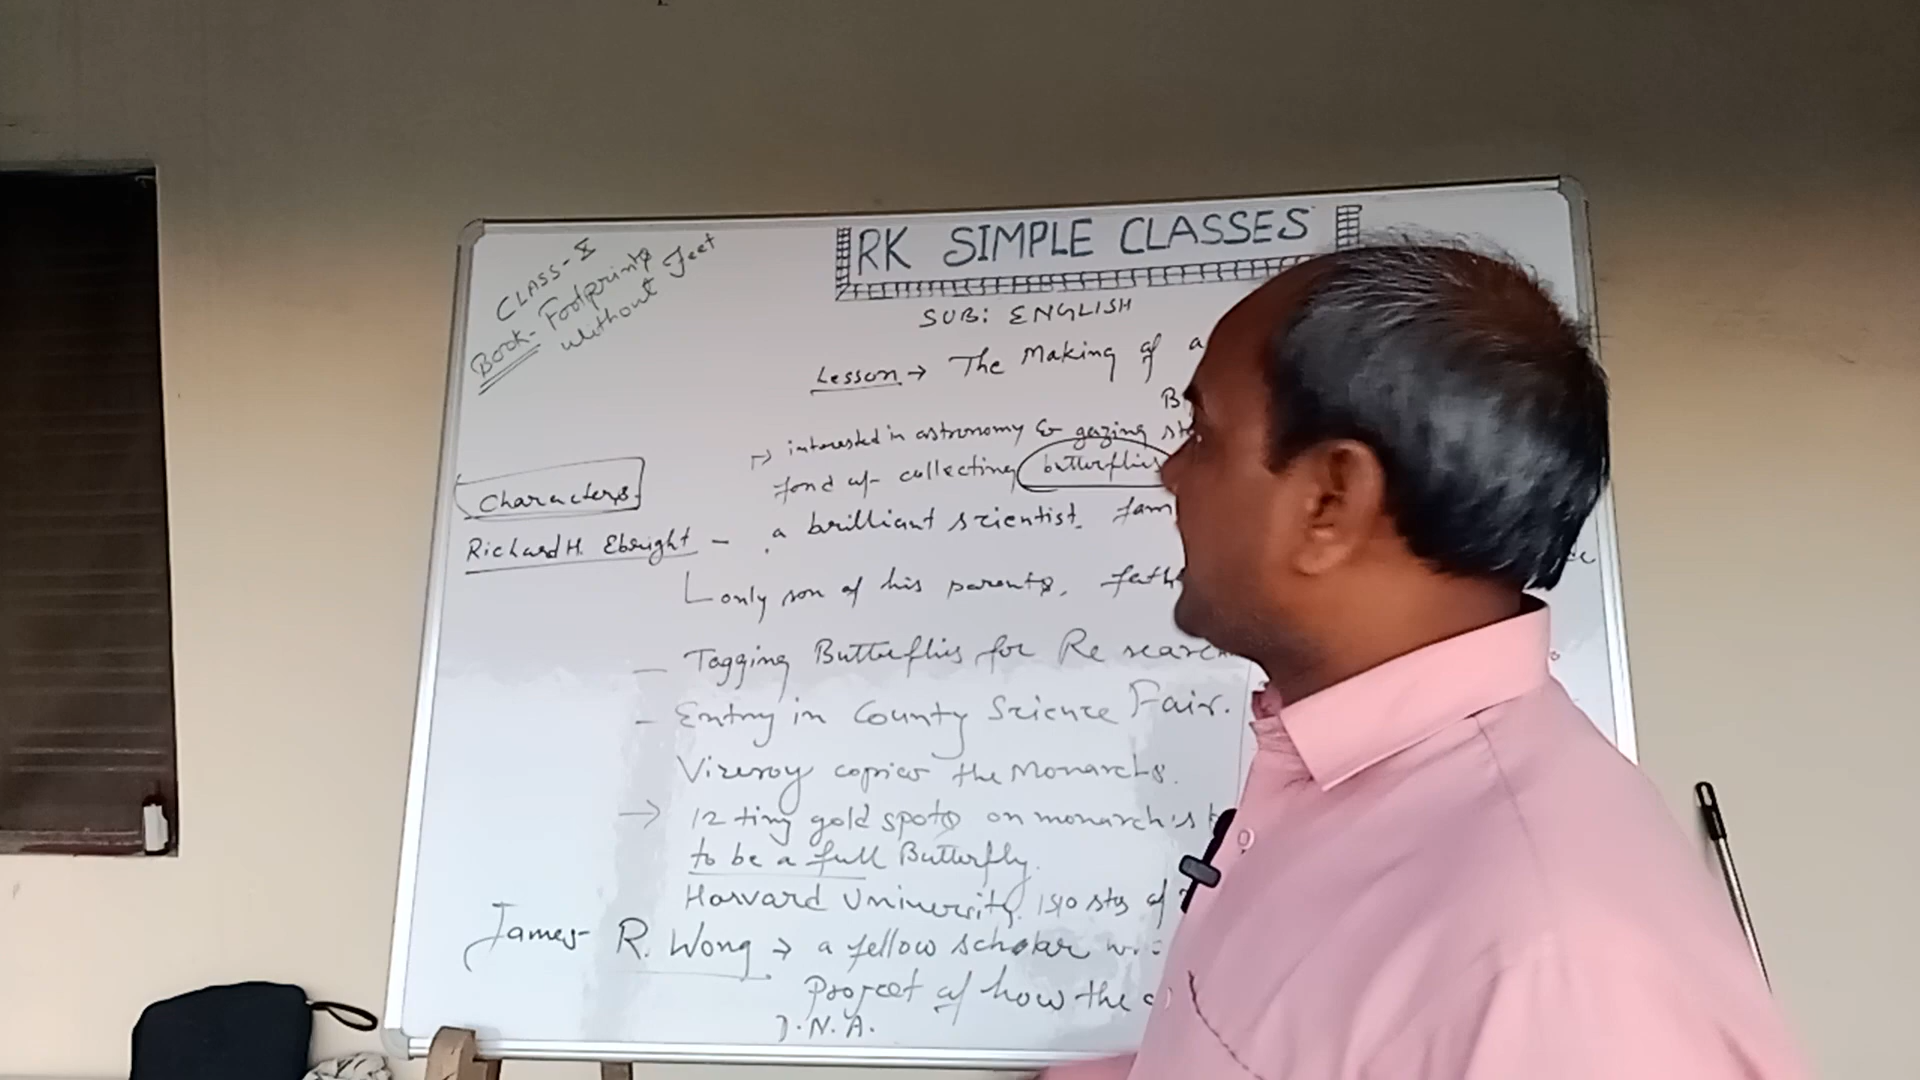 CLASS-X
Book- Footprints
without Feet
RK SIMPLE CLASSES
SUB: ENGLISH
Lesson → The Making of a
interested in astronomy & gazing
fond of collecting butterflies
Characters
Richard H. Ebright - a brilliant scientist.
only son of his parents,
- Tagging Butterflies for Research
- Entry in County Science Fair.
Viceroy copies the Monarchs.
→ 12 tiny gold spots on monarch's
to be a full Butterfly.
Harvard University.
James R. Wong → a fellow scholar
Project of how the
D.N.A.